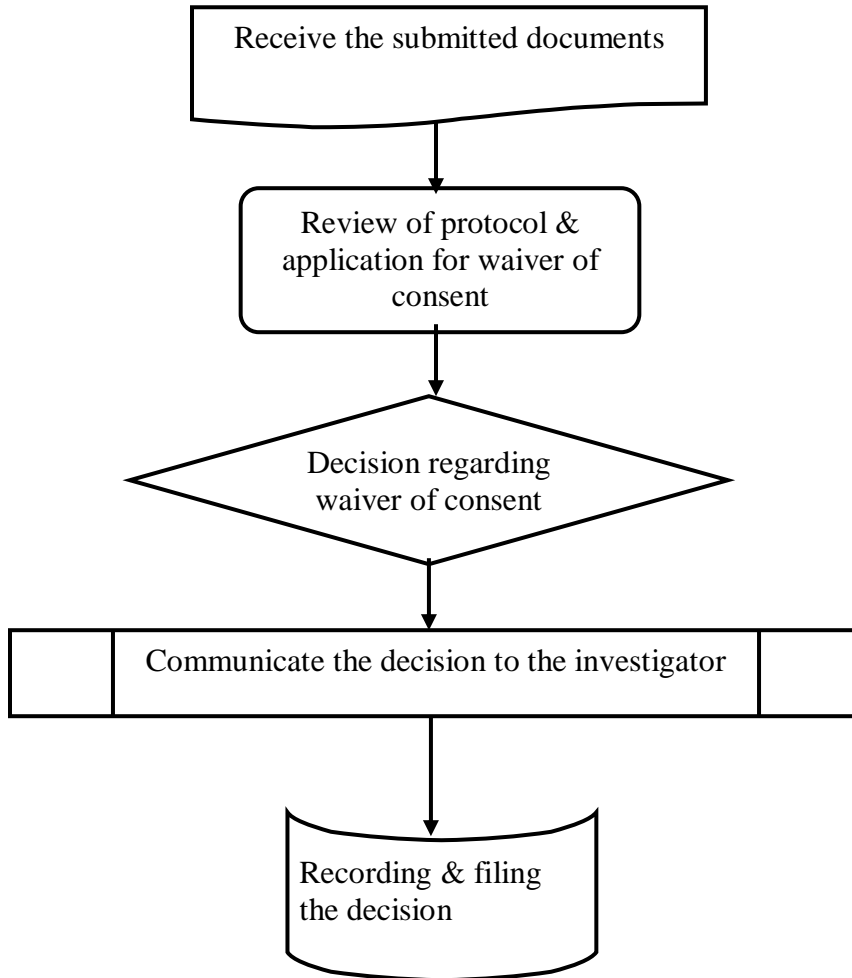 Receive the submitted documents
Review of protocol &
application for waiver of
consent
Decision regarding
waiver of consent
Communicate the decision to the investigator
Recording & filing
the decision